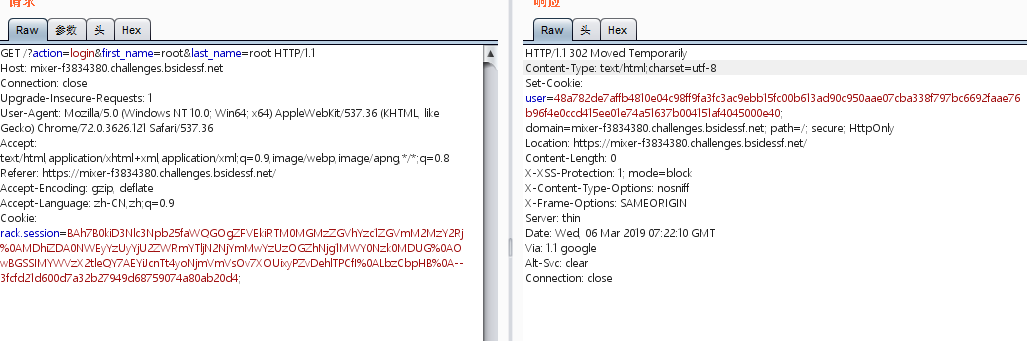 请求
Raw 参数 头 Hex
GET /?action=login&first_name=root&last_name=root HTTP/1.1
Host: mixer-f3834380.challenges.bsidessf.net
Connection: close
Upgrade-Insecure-Requests: 1
User-Agent: Mozilla/5.0 (Windows NT 10.0; Win64; x64) AppleWebKit/537.36 (KHTML, like
Gecko) Chrome/72.0.3626.121 Safari/537.36
Accept:
text/html,application/xhtml+xml,application/xml;q=0.9,image/webp,image/apng,*/*;q=0.8
Referer: https://mixer-f3834380.challenges.bsidessf.net/
Accept-Encoding: gzip, deflate
Accept-Language: zh-CN,zh;q=0.9
Cookie:
3fcfd21d600d7a32b27949d68759074a80ab20d4;
响应
Raw 头 Hex
HTTP/1.1 302 Moved Temporarily
Content-Type: text/html;charset=utf-8
Set-Cookie:
user=48a782de7affb4810e04c98ff9fa3fc3ac9ebb15fc00b613ad90c950aae07cba338f797bc6692faae76
b96f4e0ccd415ee01e74a51637b004151af4045000e40;
domain=mixer-f3834380.challenges.bsidessf.net; path=/; secure; HttpOnly
Location: https://mixer-f3834380.challenges.bsidessf.net/
Content-Length: 0
X-XSS-Protection: 1; mode=block
X-Content-Type-Options: nosniff
X-Frame-Options: SAMEORIGIN
Server: thin
Date: Wed, 06 Mar 2019 07:22:10 GMT
Via: 1.1 google
Alt-Svc: clear
Connection: close